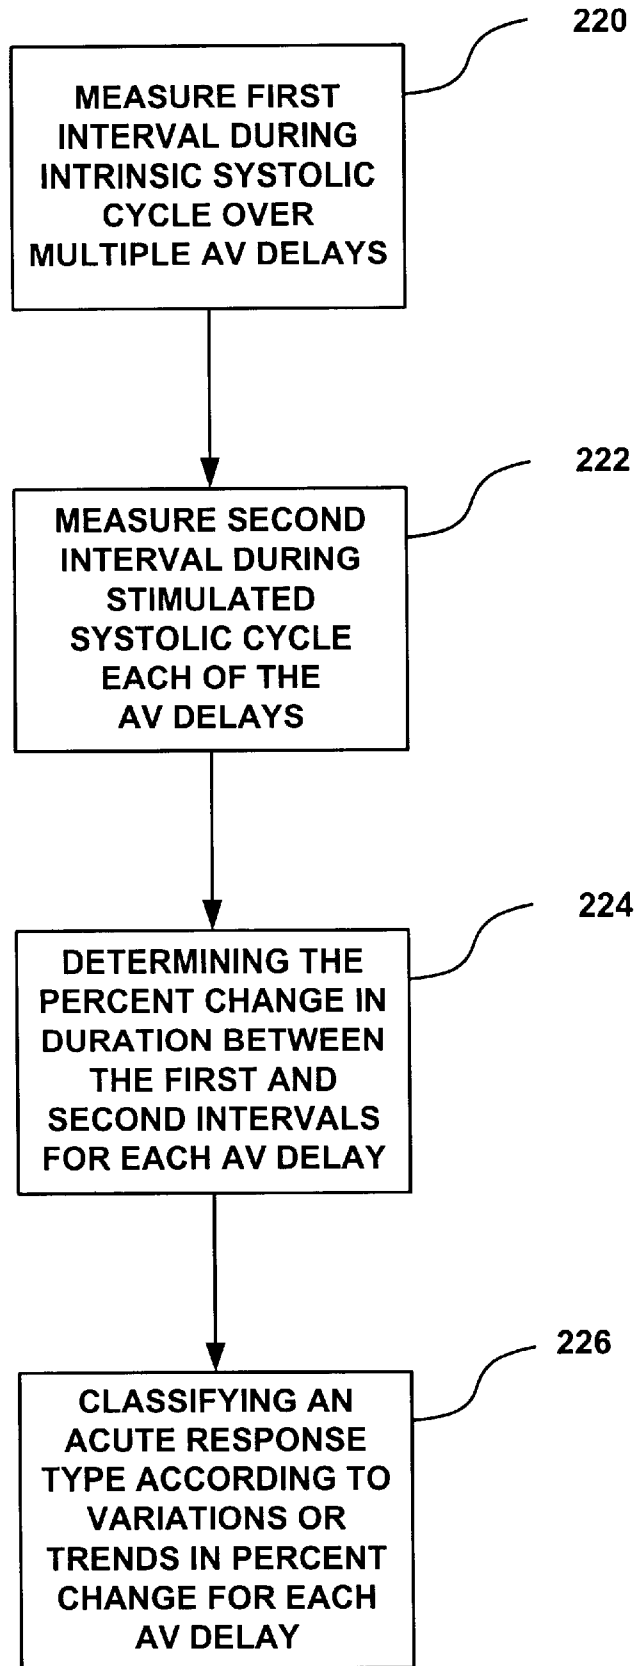 220
MEASURE FIRST
INTERVAL DURING
INTRINSIC SYSTOLIC
CYCLE OVER
MULTIPLE AV DELAYS
222
MEASURE SECOND
INTERVAL DURING
STIMULATED
SYSTOLIC CYCLE
EACH OF THE
AV DELAYS
224
DETERMINING THE
PERCENT CHANGE IN
DURATION BETWEEN
THE FIRST AND
SECOND INTERVALS
FOR EACH AV DELAY
226
CLASSIFYING AN
ACUTE RESPONSE
TYPE ACCORDING TO
VARIATIONS OR
TRENDS IN PERCENT
CHANGE FOR EACH
AV DELAY